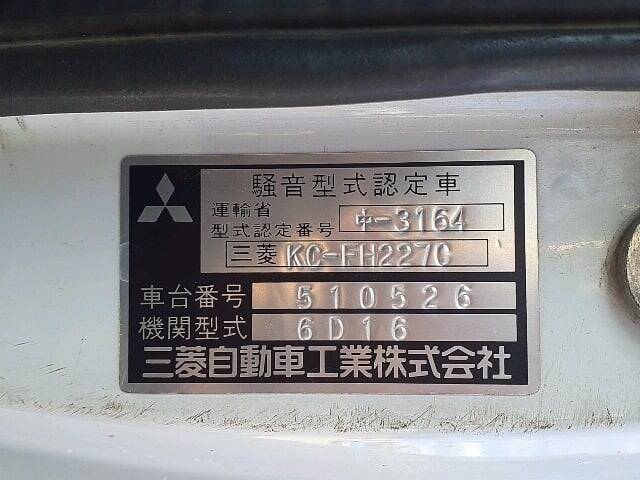 騒音型式認定車
運輸省
型式認定番号 中-3164
三菱 KC-FH227C
車台番号 510526
機関型式 6D16
三菱自動車工業株式会社